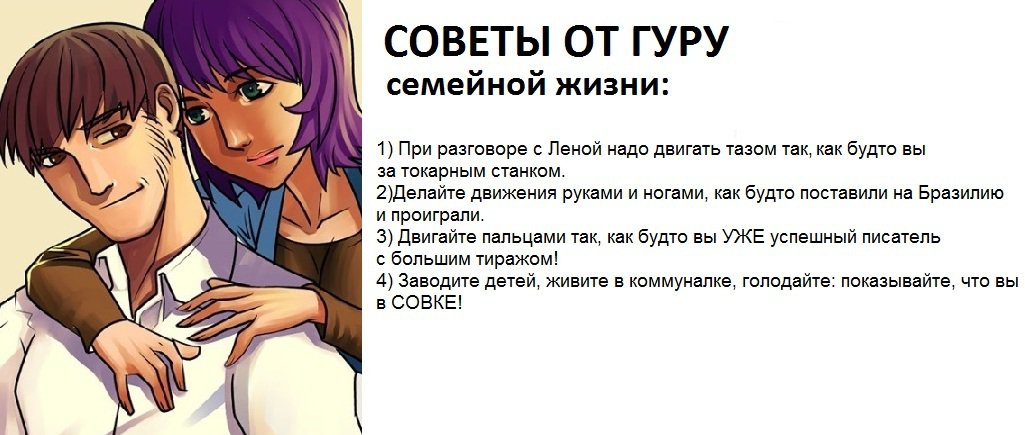 СОВЕТЫ ОТ ГУРУ
семейной жизни:
1) При разговоре с Леной надо двигать тазом так, как будто вы
за токарным станком.
2)Делайте движения руками и ногами, как будто поставили на Бразилию
и проиграли.
3) Двигайте пальцами так, как будто вы УЖЕ успешный писатель
с большим тиражом!
4) Заводите детей, живите в коммуналке, голодайте: показывайте, что вы
в СОВКЕ!